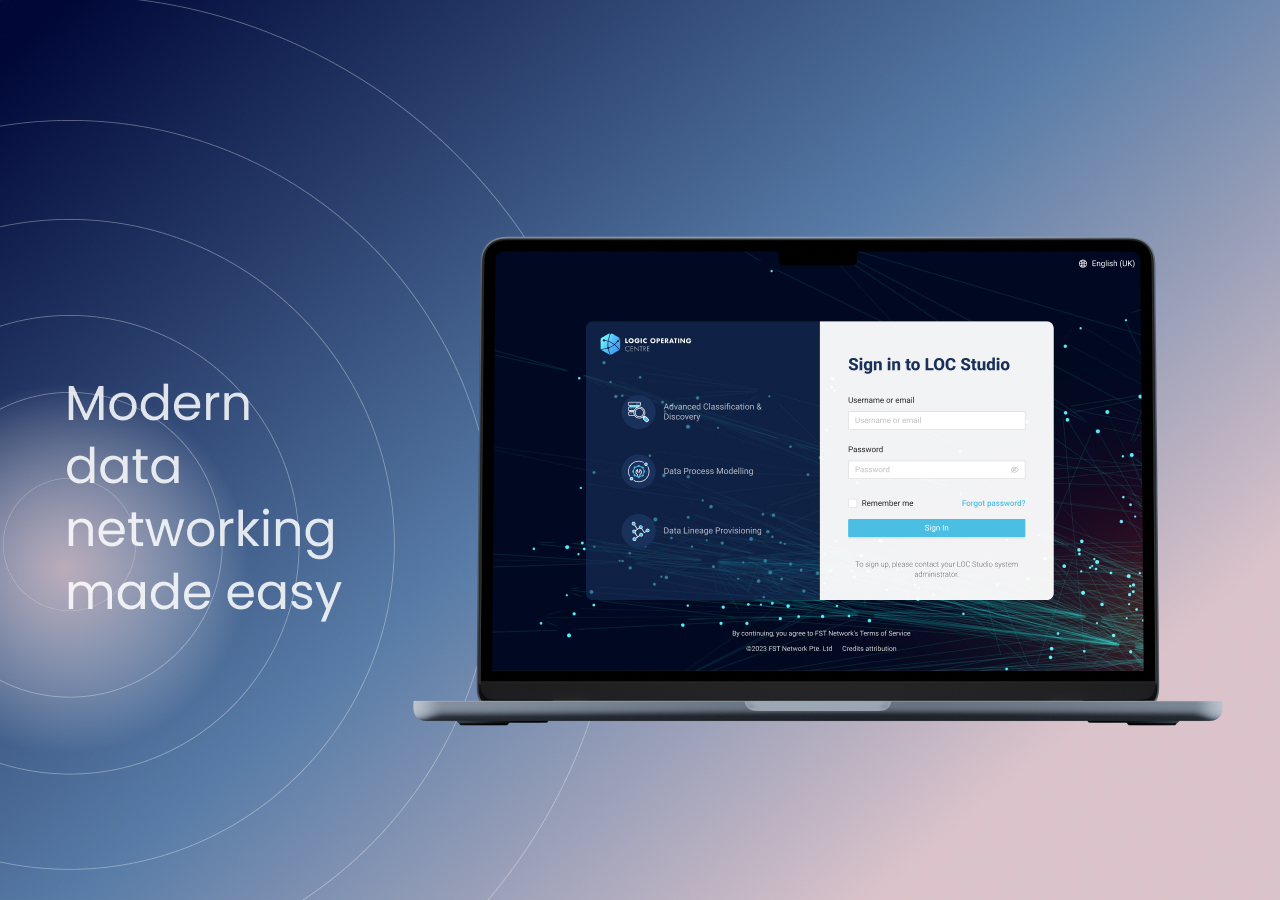 Modern
data
networking
made easy
English (UK)
LOGIC OPERATING
CENTRE
Advanced Classification &
Discovery
Data Process Modelling
Data Lineage Provisioning
Sign in to LOC Studio
Username or email
Username or email
Password
Password
Remember me
Forgot password?
Sign In
To sign up, please contact your LOC Studio system
administrator.
By continuing, you agree to FST Network's Terms of Service
©2023 FST Network Pte. Ltd
Credits attribution